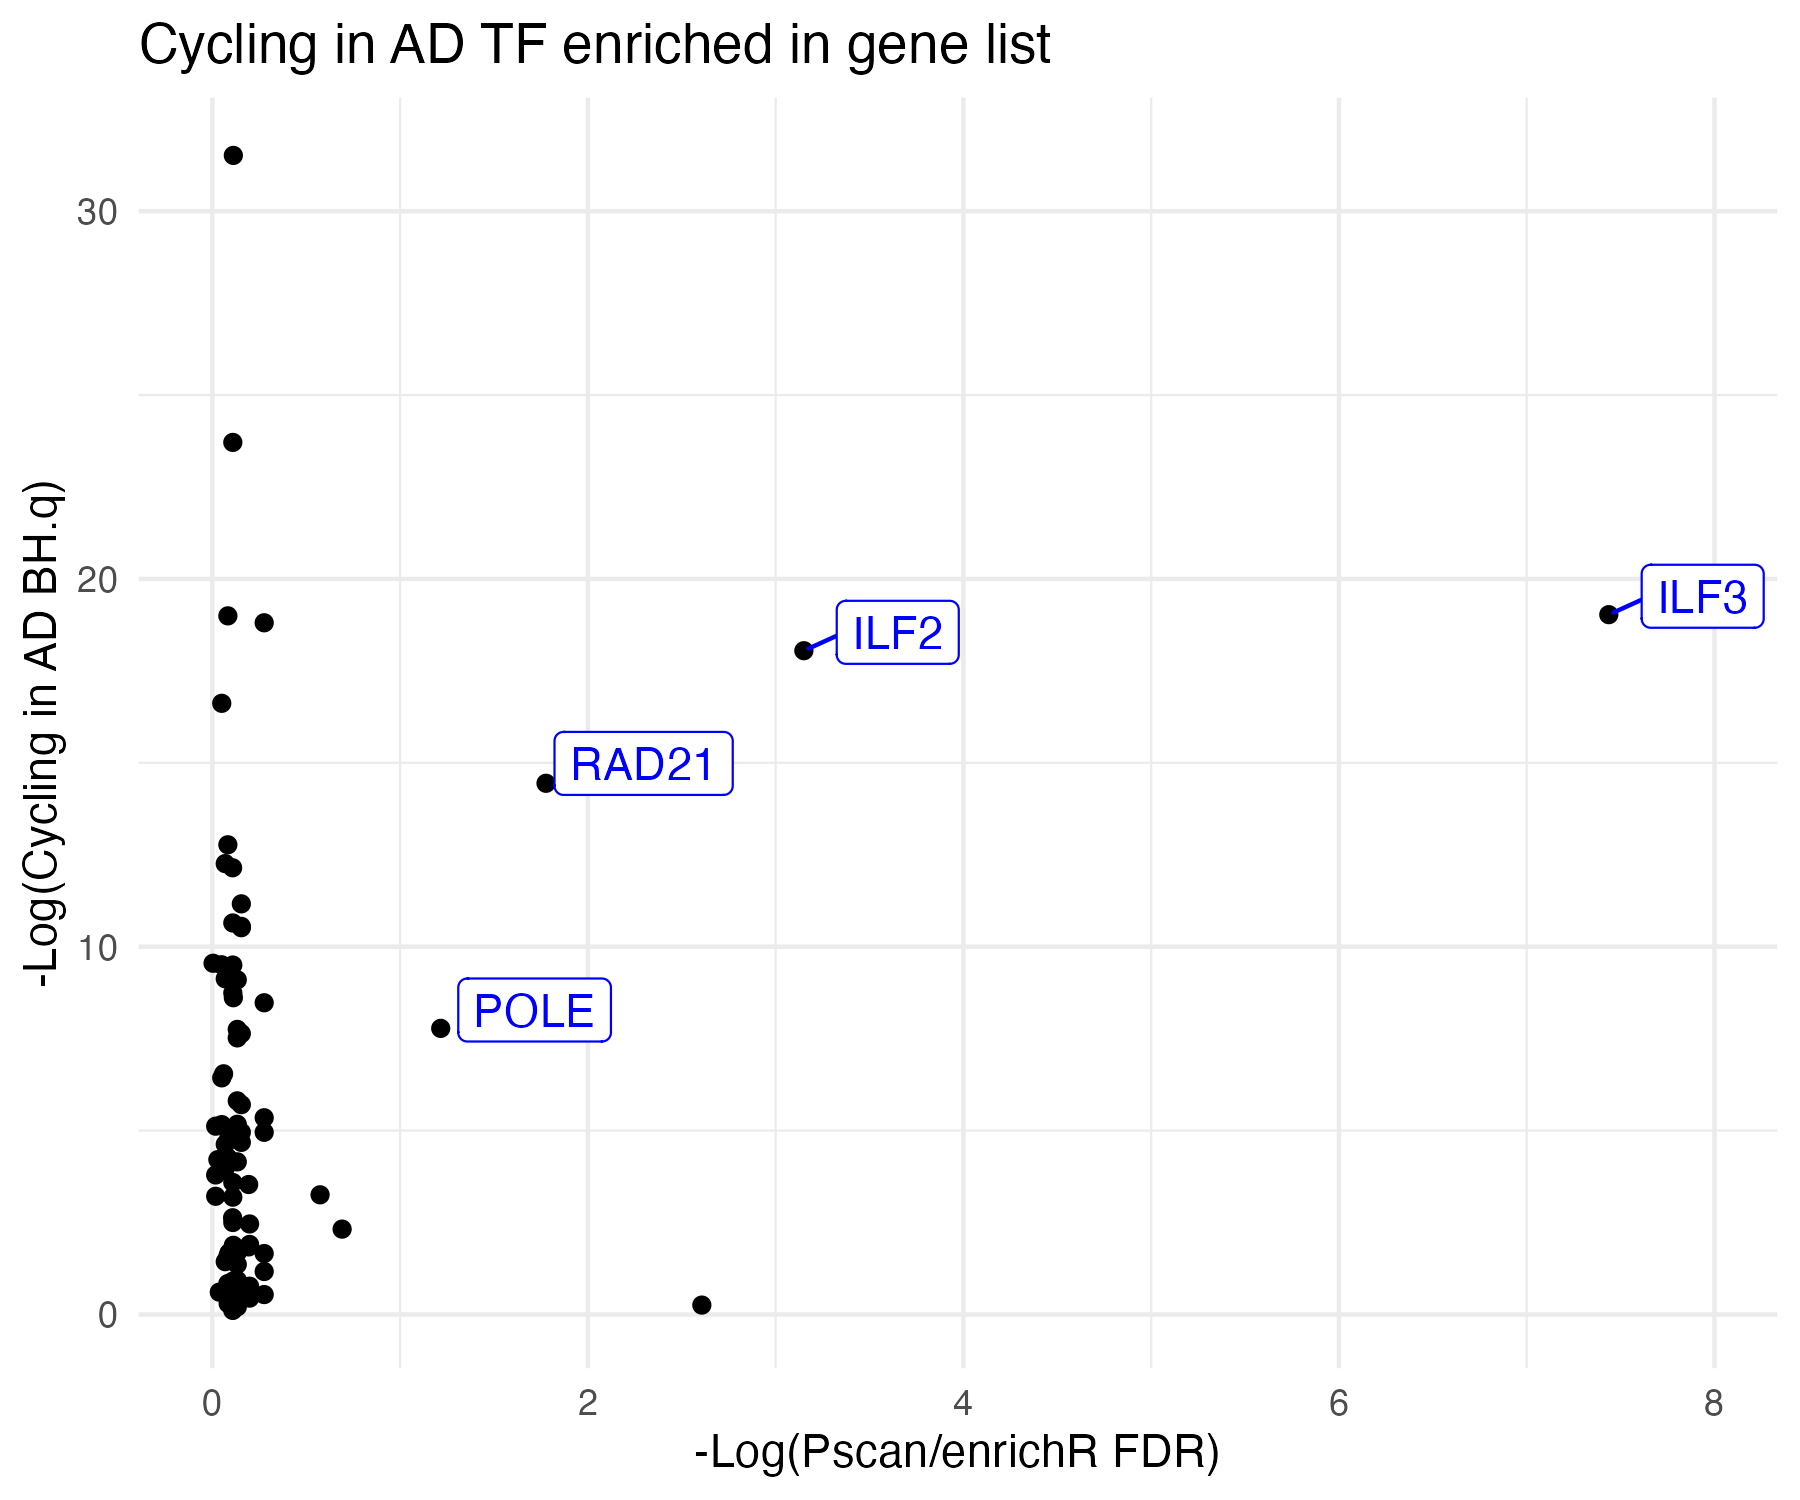 Cycling in AD TF enriched in gene list
-Log(Cycling in AD BH.q)
30
20
10
0
ILF3
ILF2
RAD21
POLE
0 2 4 6 8
-Log(Pscan/enrichR FDR)